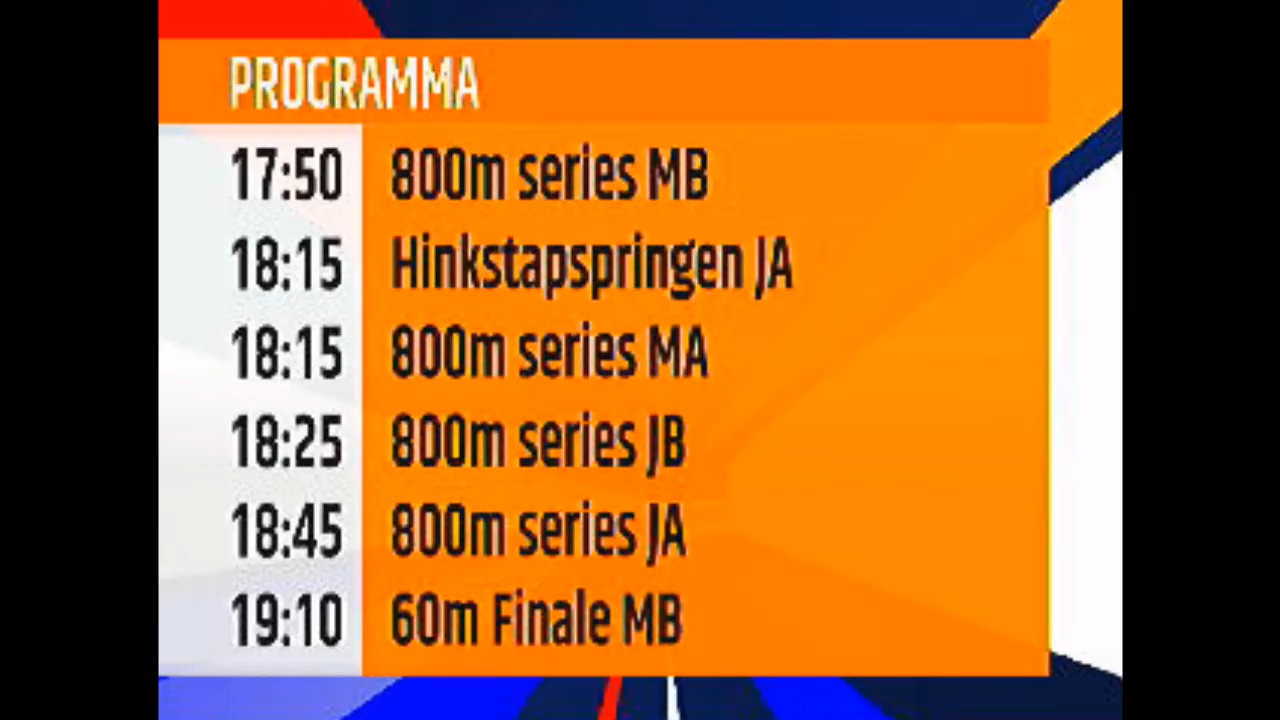 PROGRAMMA
17:50 800m series MB
18:15 Hinkstapspringen JA
18:15 800m series MA
18:25 800m series JB
18:45 800m series JA
19:10 60m Finale MB